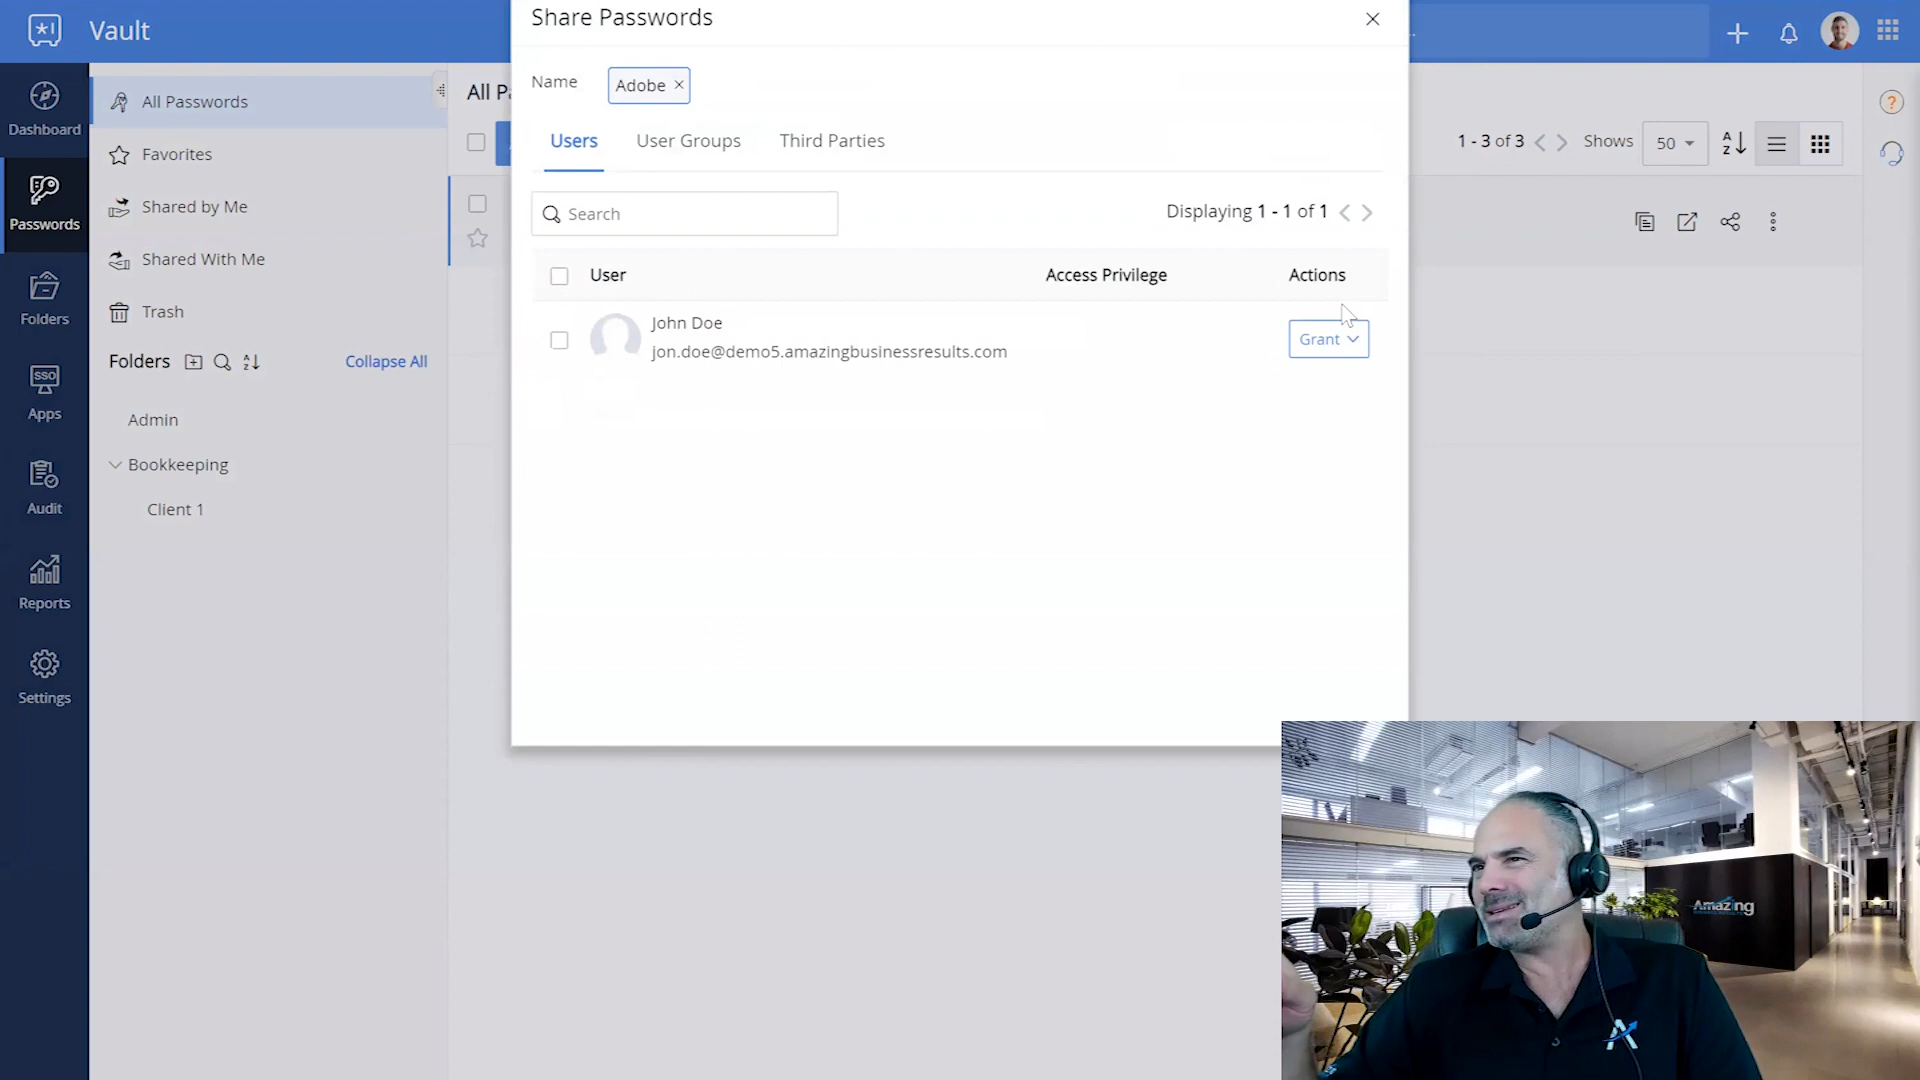 Vault
Share Passwords
Name
Adobe
Users
User Groups
Third Parties
Search
Displaying 1 - 1 of 1
User
Access Privilege
Actions
John Doe
jon.doe@demo5.amazingbusinessresults.com
Grant
Dashboard
Passwords
Folders
Apps
SSO
Audit
Reports
Settings
All Passwords
Favorites
Shared by Me
Shared With Me
Trash
Folders
Collapse All
Admin
Bookkeeping
Client 1
All P
1 - 3 of 3
Shows
50
A
Z
?
Amazing